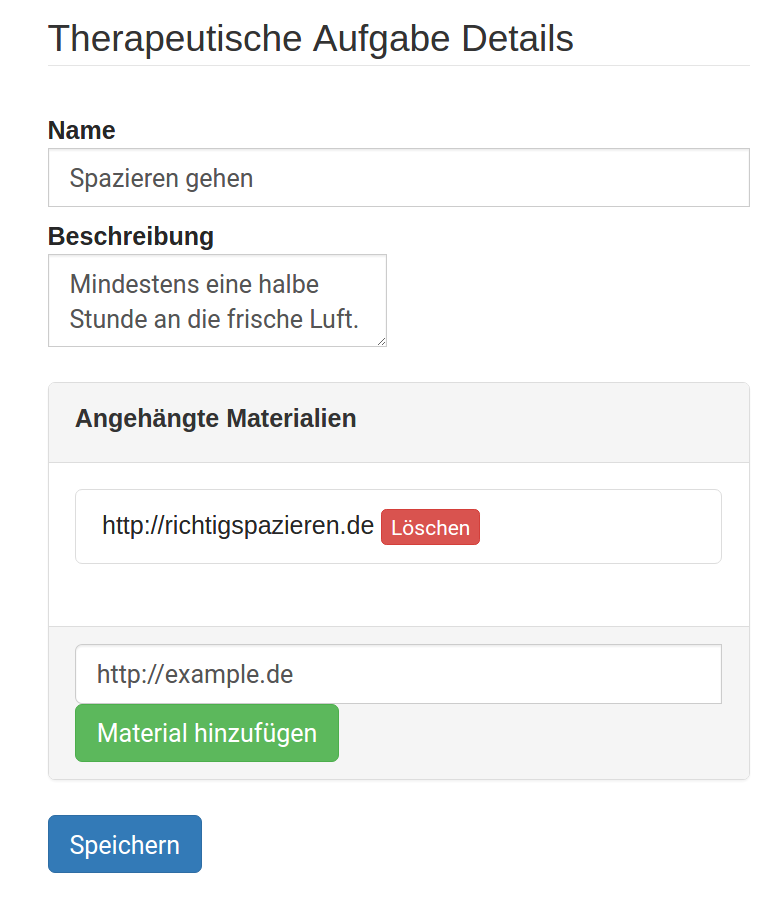 Therapeutische Aufgabe Details
Name
Spazieren gehen
Beschreibung
Mindestens eine halbe
Stunde an die frische Luft.
Angehängte Materialien
http://richtigspazieren.de Löschen
http://example.de
Material hinzufügen
Speichern